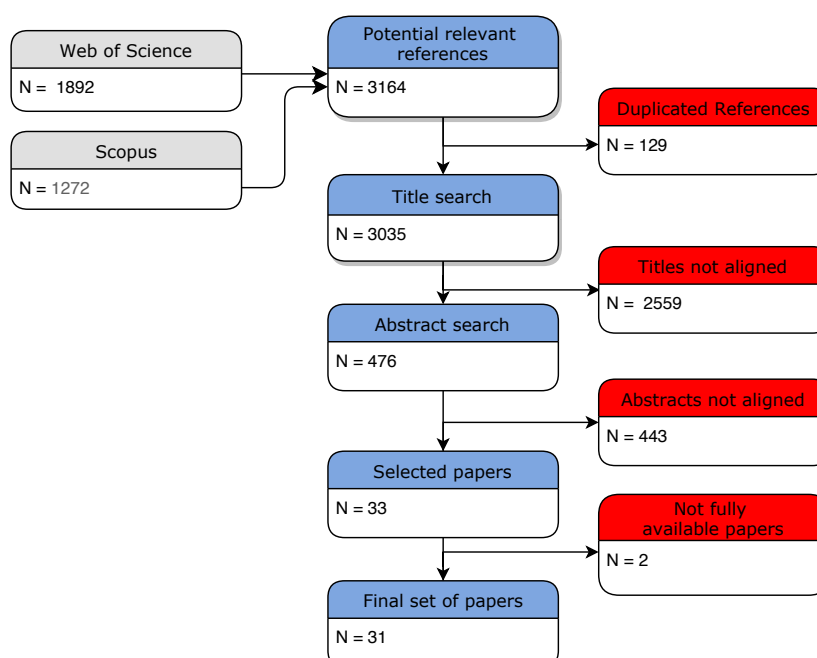 Web of Science
N = 1892
Scopus
N = 1272
Potential relevant
references
N = 3164
Duplicated References
N = 129
Title search
N = 3035
Titles not aligned
N = 2559
Abstract search
N = 476
Abstracts not aligned
N = 443
Selected papers
N = 33
Not fully
available papers
N = 2
Final set of papers
N = 31